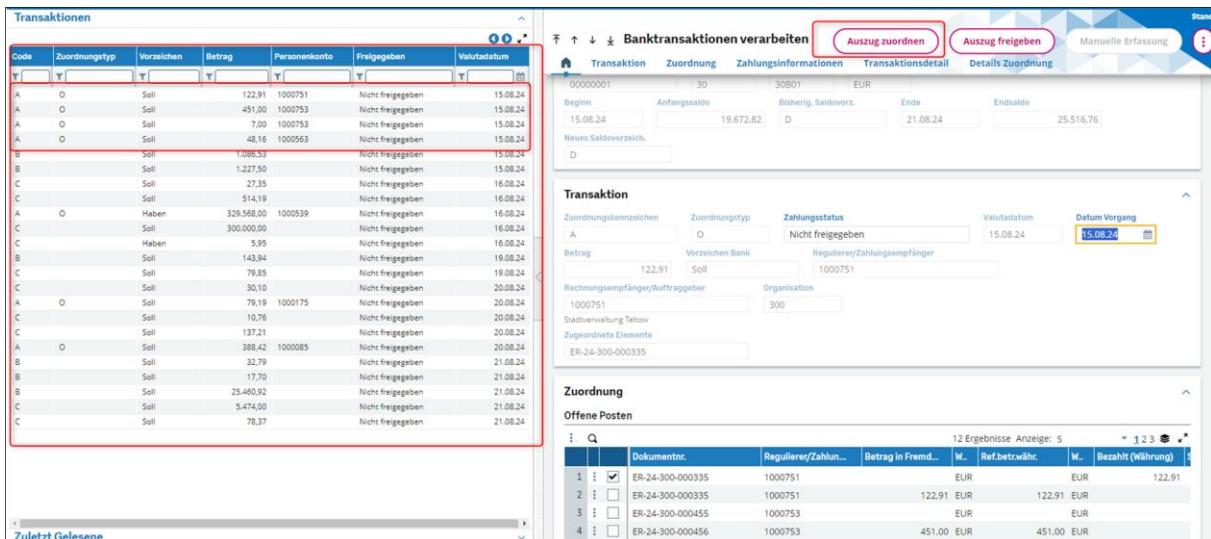 Transaktionen
Code Zuordnungstyp Vorzeichen Betrag Personenkonto Freigegeben Valutadatum
A O Soll 122,91 1000751 Nicht freigegeben 15.08.24
A O Soll 451,00 1000753 Nicht freigegeben 15.08.24
A O Soll 7,00 1000753 Nicht freigegeben 15.08.24
A O Soll 48,16 1000563 Nicht freigegeben 15.08.24
B Soll 1.086,53 Nicht freigegeben 15.08.24
B Soll 1.227,50 Nicht freigegeben 15.08.24
C Soll 27,35 Nicht freigegeben 16.08.24
C Soll 514,19 Nicht freigegeben 16.08.24
A O Haben 329.568,00 1000539 Nicht freigegeben 16.08.24
C Soll 300.000,00 Nicht freigegeben 16.08.24
C Haben 5,95 Nicht freigegeben 16.08.24
B Soll 143,94 Nicht freigegeben 19.08.24
C Soll 79,85 Nicht freigegeben 19.08.24
C Soll 30,10 Nicht freigegeben 20.08.24
A O Soll 79,19 1000175 Nicht freigegeben 20.08.24
C Soll 10,76 Nicht freigegeben 20.08.24
C Soll 137,21 Nicht freigegeben 20.08.24
A O Soll 388,42 1000085 Nicht freigegeben 20.08.24
B Soll 32,79 Nicht freigegeben 21.08.24
B Soll 17,70 Nicht freigegeben 21.08.24
B Soll 25.460,92 Nicht freigegeben 21.08.24
C Soll 5.474,00 Nicht freigegeben 21.08.24
C Soll 78,37 Nicht freigegeben 21.08.24
Zuletzt Gelesene
Stand
Banktransaktionen verarbeiten Auszug zuordnen Auszug freigeben Manuelle Erfassung
Transaktion Zuordnung Zahlungsinformationen Transaktionsdetail Details Zuordnung
00000001 30 30B01 EUR
Beginn Anfangssaldo Bisherig. Saldovorz. Ende Endsaldo
15.08.24 19.672,82 D 21.08.24 25.516,76
Neues Saldovorzeich.
D
Transaktion
Zuordnungskennzeichen Zuordnungstyp Zahlungsstatus Valutadatum Datum Vorgang
A O Nicht freigegeben 15.08.24 15.08.24
Betrag Vorzeichen Bank Regulierer/Zahlungsempfänger
122,91 Soll 1000751
Rechnungsempfänger/Auftraggeber Organisation
1000751 300
Stadtverwaltung Teltow
Zugeordnete Elemente
ER-24-300-000335
Zuordnung
Offene Posten
12 Ergebnisse Anzeige: 5 1 2 3
Dokumentnr. Regulierer/Zahlun... Betrag in Fremd... W... Ref.betr.währ. W... Bezahlt (Währung) S
1 ER-24-300-000335 1000751 EUR EUR 122,91
2 ER-24-300-000335 1000751 122,91 EUR 122,91 EUR
3 ER-24-300-000455 1000753 EUR EUR
4 ER-24-300-000456 1000753 451,00 EUR 451,00 EUR